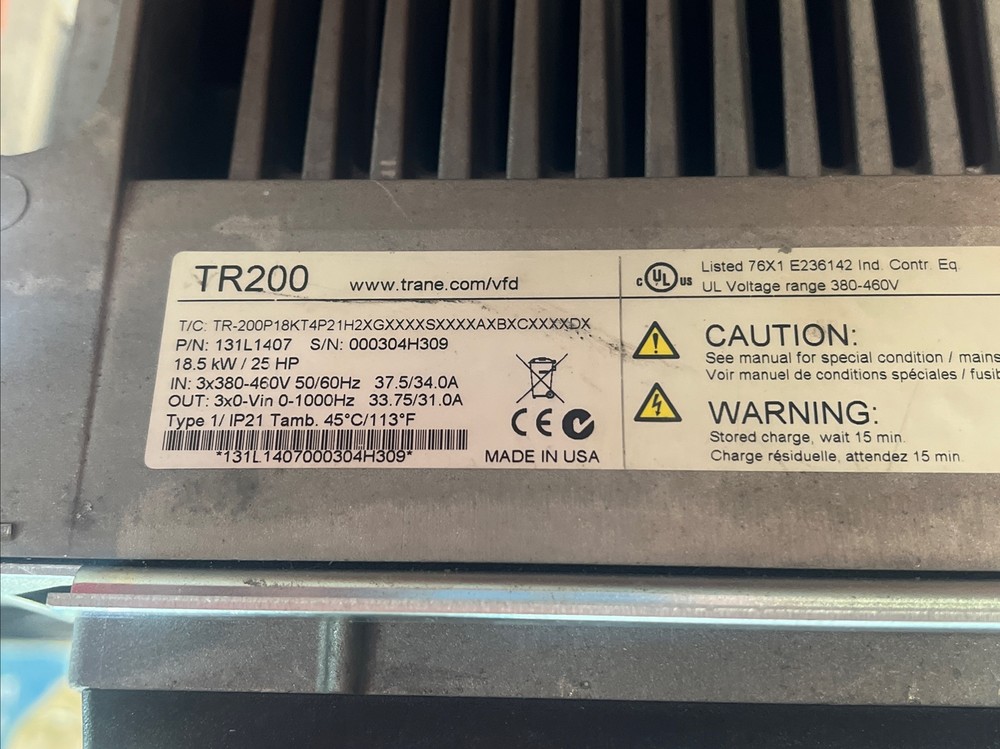 TR200 www.trane.com/vfd
T/C: TR-200P18KT4P21H2XGXXXXSXXXXAXBXCXXXXDX
P/N: 131L1407 S/N: 000304H309
18.5 kW / 25 HP
IN: 3x380-460V 50/60Hz 37.5/34.0A
OUT: 3x0-Vin 0-1000Hz 33.75/31.0A
Type 1/ IP21 Tamb. 45°C/113°F
*131L1407000304H309*
CE
MADE IN USA
c UL us
Listed 76X1 E236142 Ind. Contr. Eq.
UL Voltage range 380-460V
CAUTION:
See manual for special condition / mains
Voir manuel de conditions spéciales /
WARNING:
Stored charge, wait 15 min.
Charge résiduelle, attendez 15 min.